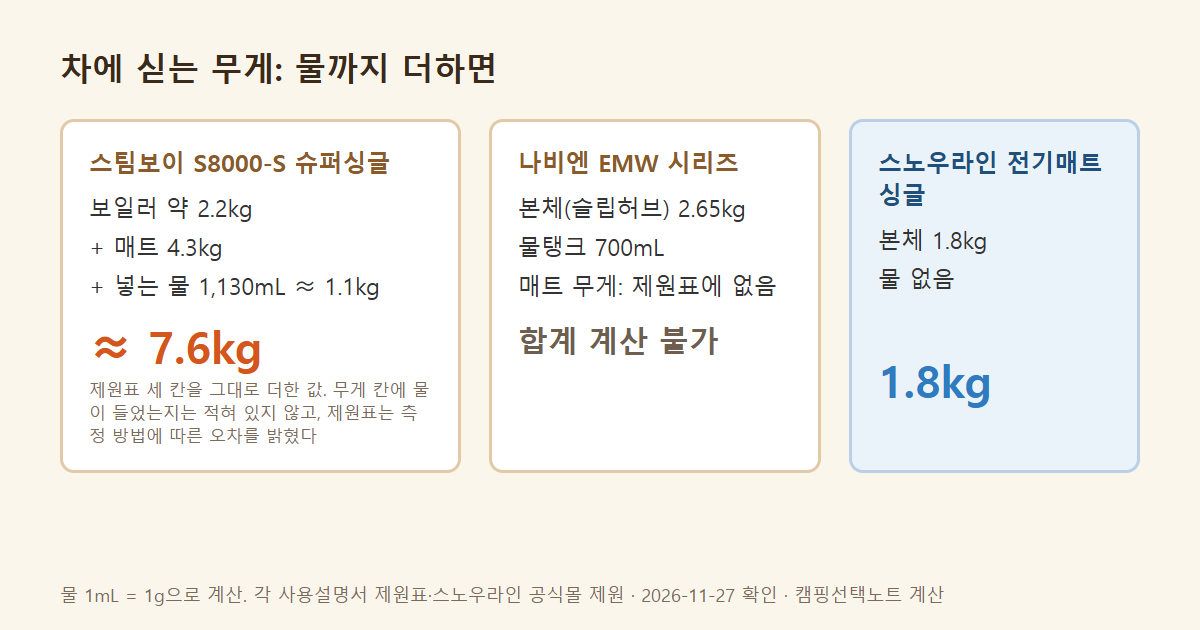 차에 싣는 무게: 물까지 더하면
스팀보이 S8000-S 슈퍼싱글
보일러 약 2.2kg
+ 매트 4.3kg
+ 넣는 물 1,130mL ≈ 1.1kg
≈ 7.6kg
제원표 세 칸을 그대로 더한 값. 무게 칸에 물
이 들었는지는 적혀 있지 않고, 제원표는 측
정 방법에 따른 오차를 밝혔다
나비엔 EMW 시리즈
본체(슬립허브) 2.65kg
물탱크 700mL
매트 무게: 제원표에 없음
합계 계산 불가
스노우라인 전기매트
싱글
본체 1.8kg
물 없음
1.8kg
물 1mL = 1g으로 계산. 각 사용설명서 제원표·스노우라인 공식몰 제원 · 2026-11-27 확인 · 캠핑선택노트 계산